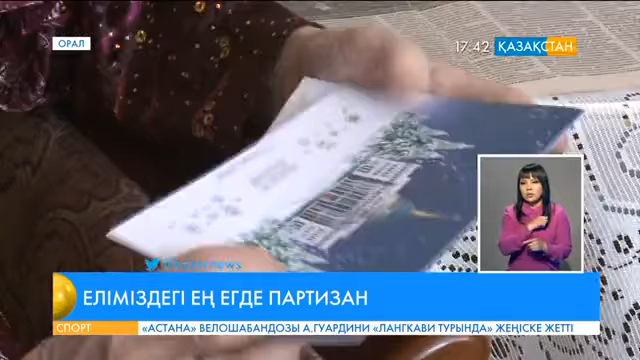 ОРАЛ
17:42 ҚАЗАҚСТАН
ЕЛІМІЗДЕГІ ЕҢ ЕГДЕ ПАРТИЗАН
СПОРТ «АСТАНА» ВЕЛОШАБАНДОЗЫ А.ГУАРДИНИ «ЛАНГКАВИ ТУРЫНДА» ЖЕҢІСКЕ ЖЕТТІ